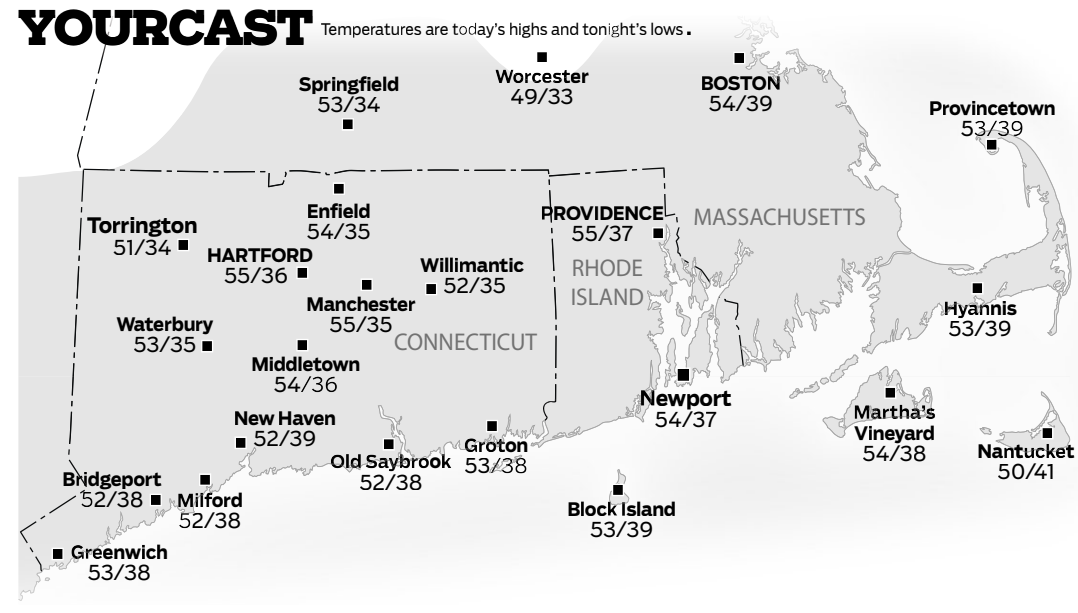 YOURCAST Temperatures are today's highs and tonight's lows.
Springfield
53/34
Worcester
49/33
BOSTON
54/39
Provincetown
53/39
Enfield
54/35
Torrington
51/34
HARTFORD
55/36
Willimantic
52/35
Manchester
55/35
PROVIDENCE
55/37
MASSACHUSETTS
RHODE
ISLAND
Hyannis
53/39
Waterbury
53/35
CONNECTICUT
Middletown
54/36
Newport
54/37
Martha's
Vineyard
54/38
Nantucket
50/41
New Haven
52/39
Old Saybrook
52/38
Groton
53/38
Bridgeport
52/38
Milford
52/38
Block Island
53/39
Greenwich
53/38